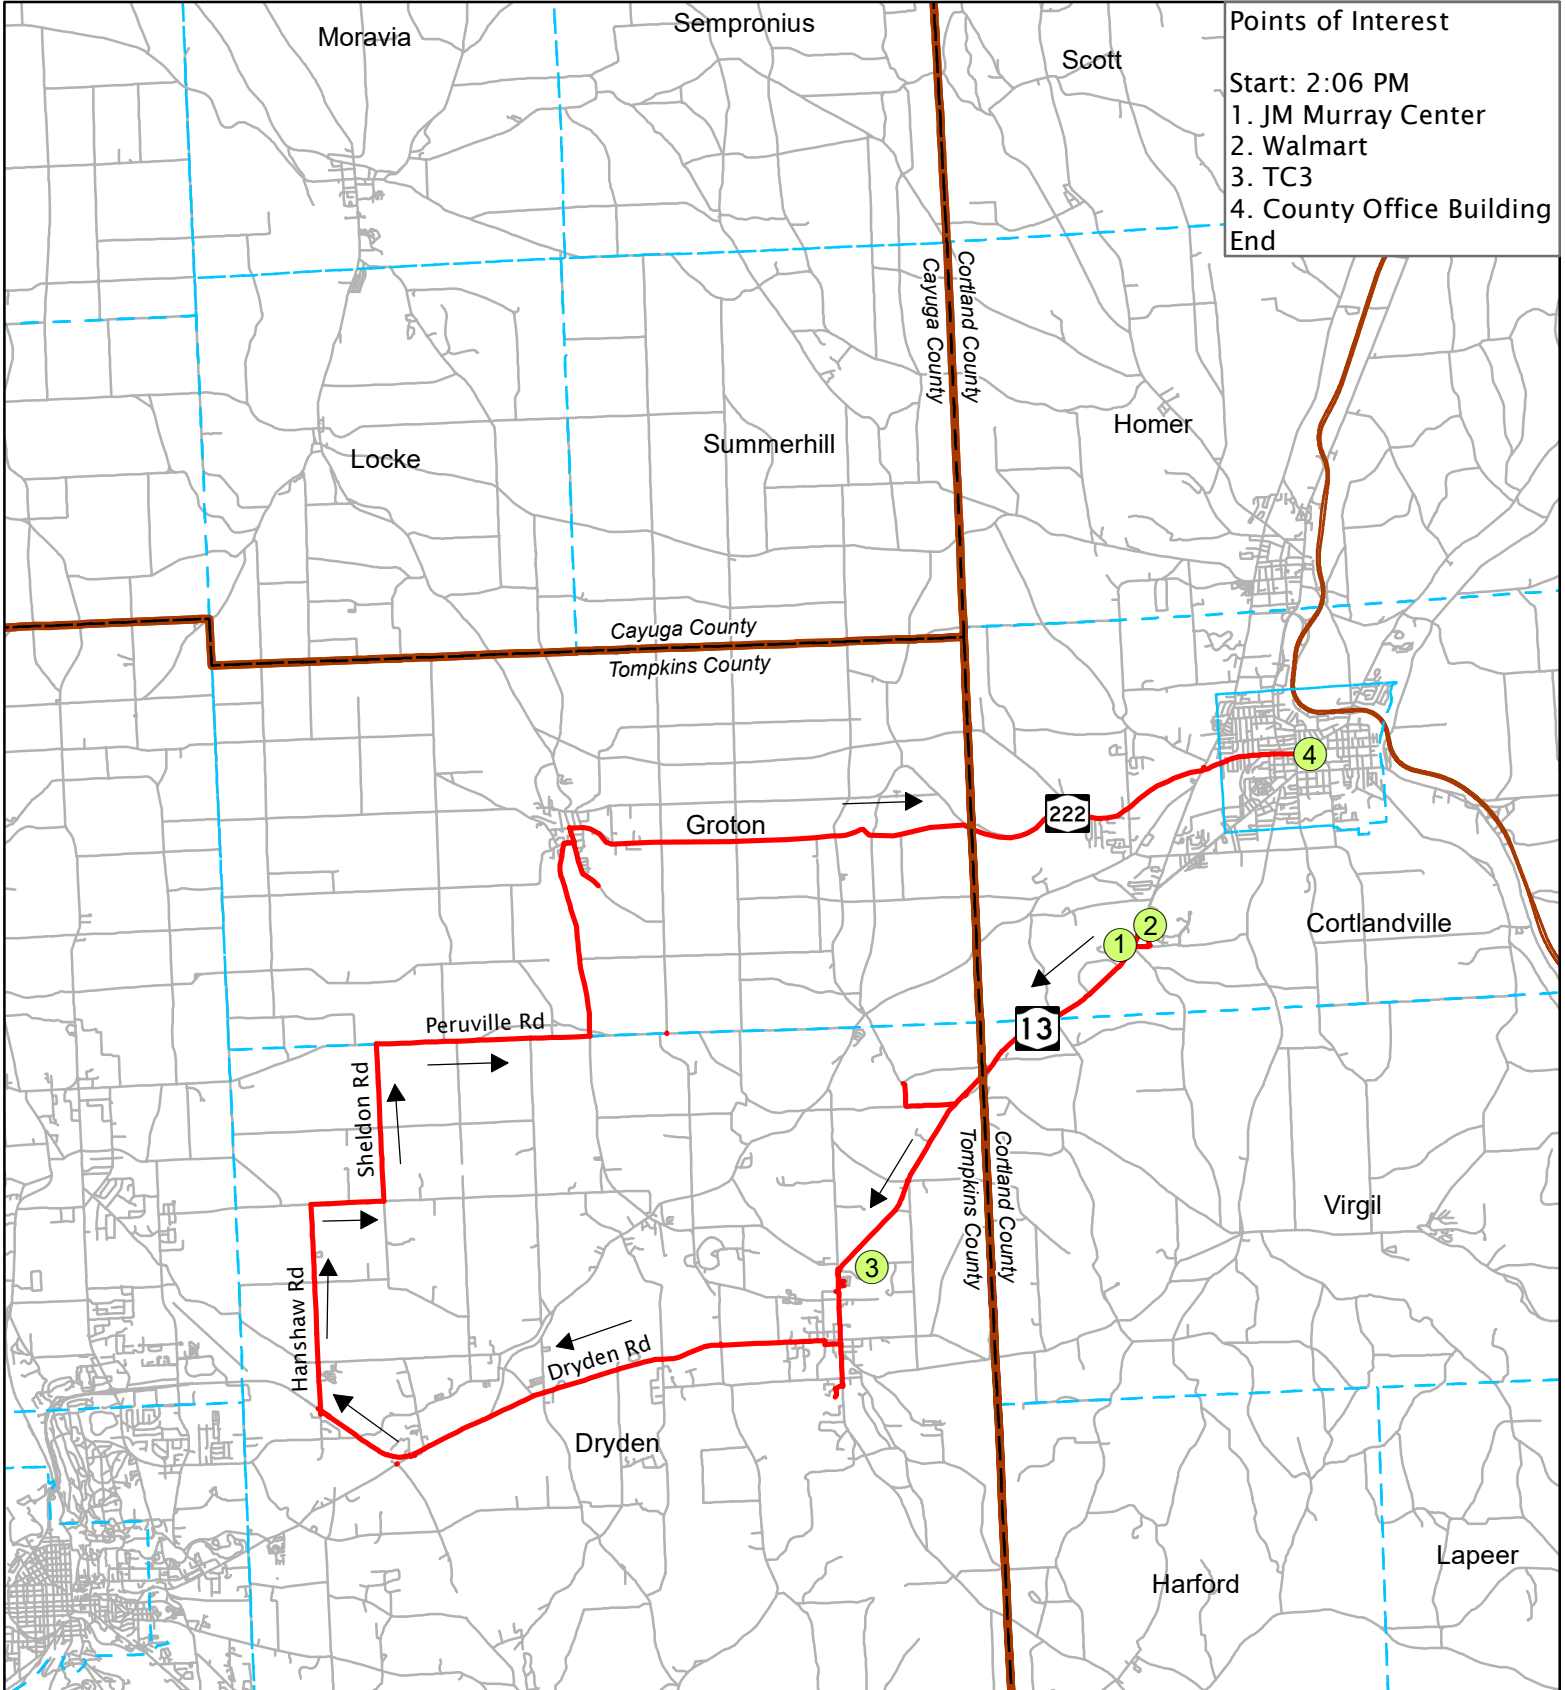 Points of Interest
Start: 2:06 PM
1. JM Murray Center
2. Walmart
3. TC3
4. County Office Building
End
Moravia
Sempronius
Scott
Cortland County
Cayuga County
Homer
Summerhill
Locke
Cayuga County
Tompkins County
4
222
Groton
2
1
Cortlandville
13
Peruville Rd
Sheldon Rd
Cortland County
Tompkins County
Virgil
3
Hanshaw Rd
Dryden Rd
Dryden
Lapeer
Harford